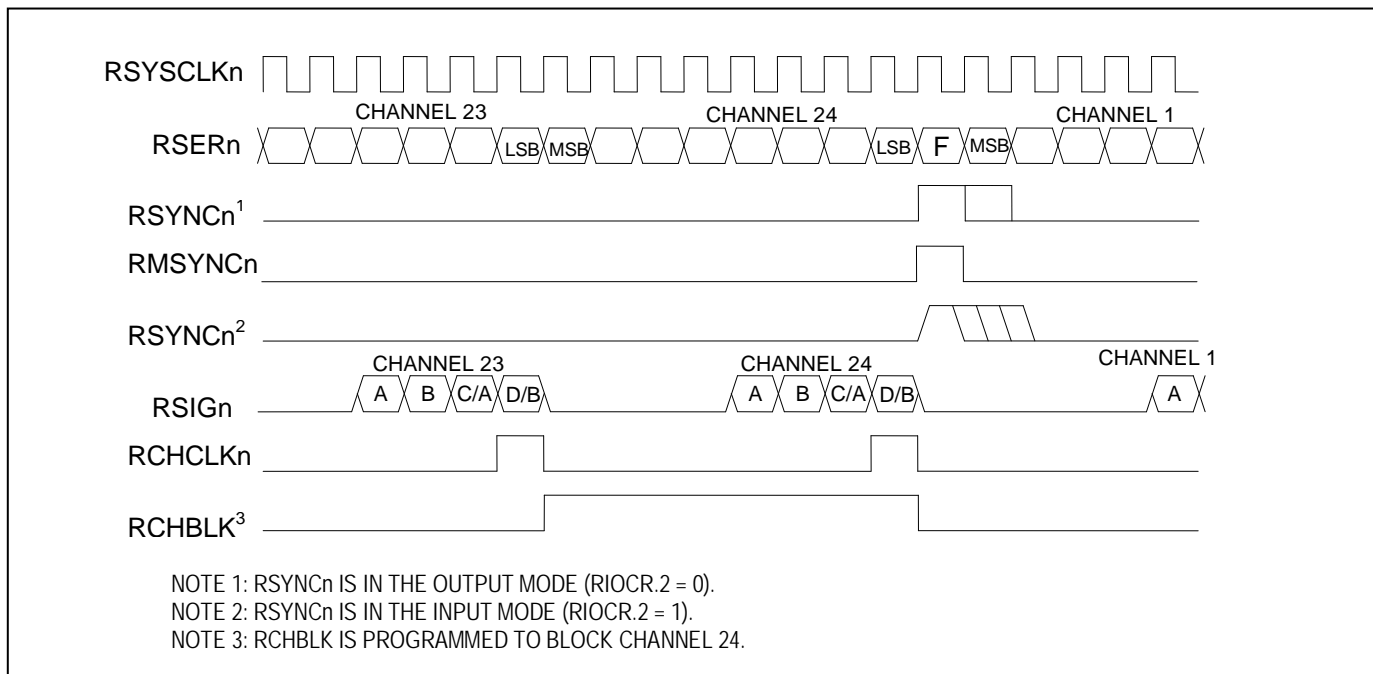 RSYSCLKn
CHANNEL 23 CHANNEL 24 CHANNEL 1
RSERn LSB MSB LSB F MSB
RSYNCn¹
RMSYNCn
RSYNCn²
CHANNEL 23 CHANNEL 24 CHANNEL 1
RSIGn A B C/A D/B A B C/A D/B A
RCHCLKn
RCHBLK³
NOTE 1: RSYNCn IS IN THE OUTPUT MODE (RIOCR.2 = 0).
NOTE 2: RSYNCn IS IN THE INPUT MODE (RIOCR.2 = 1).
NOTE 3: RCHBLK IS PROGRAMMED TO BLOCK CHANNEL 24.